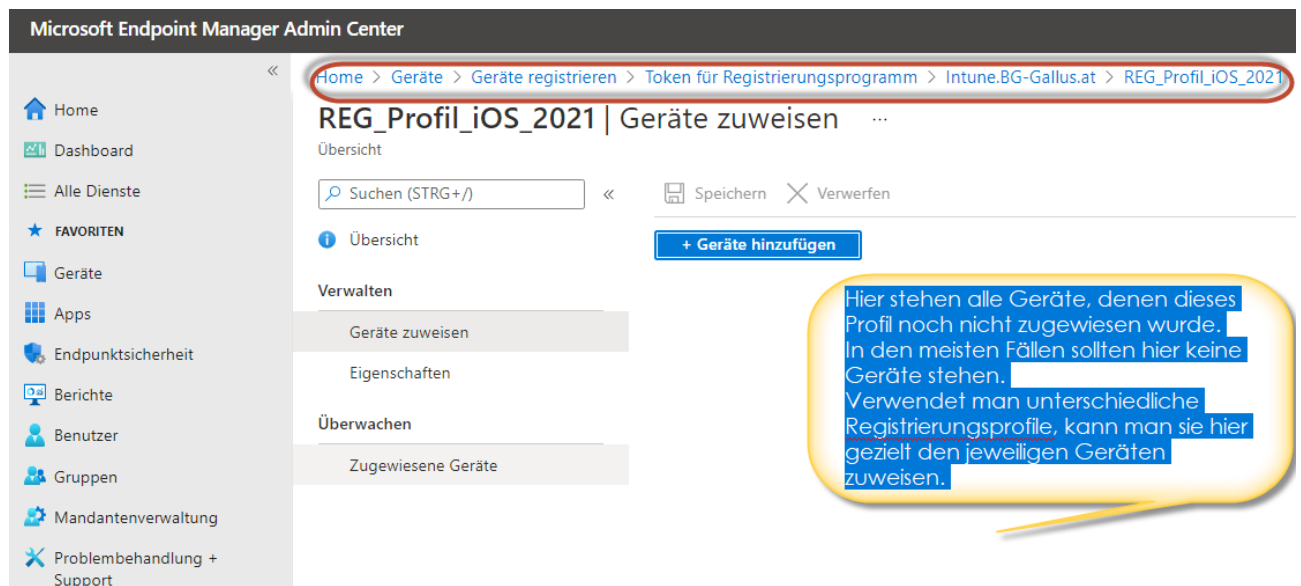 Microsoft Endpoint Manager Admin Center
Home > Geräte > Geräte registrieren > Token für Registrierungsprogramm > Intune.BG-Gallus.at > REG_Profil_iOS_2021
REG_Profil_iOS_2021 | Geräte zuweisen ...
Übersicht
Home
Dashboard
Alle Dienste
FAVORITEN
Geräte
Apps
Endpunktsicherheit
Berichte
Benutzer
Gruppen
Mandantenverwaltung
Problembehandlung +
Support
Suchen (STRG+/)
Übersicht
Verwalten
Geräte zuweisen
Eigenschaften
Überwachen
Zugewiesene Geräte
Speichern
Verwerfen
+ Geräte hinzufügen
Hier stehen alle Geräte, denen dieses
Profil noch nicht zugewiesen wurde.
In den meisten Fällen sollten hier keine
Geräte stehen.
Verwendet man unterschiedliche
Registrierungsprofile, kann man sie hier
gezielt den jeweiligen Geräten
zuweisen.